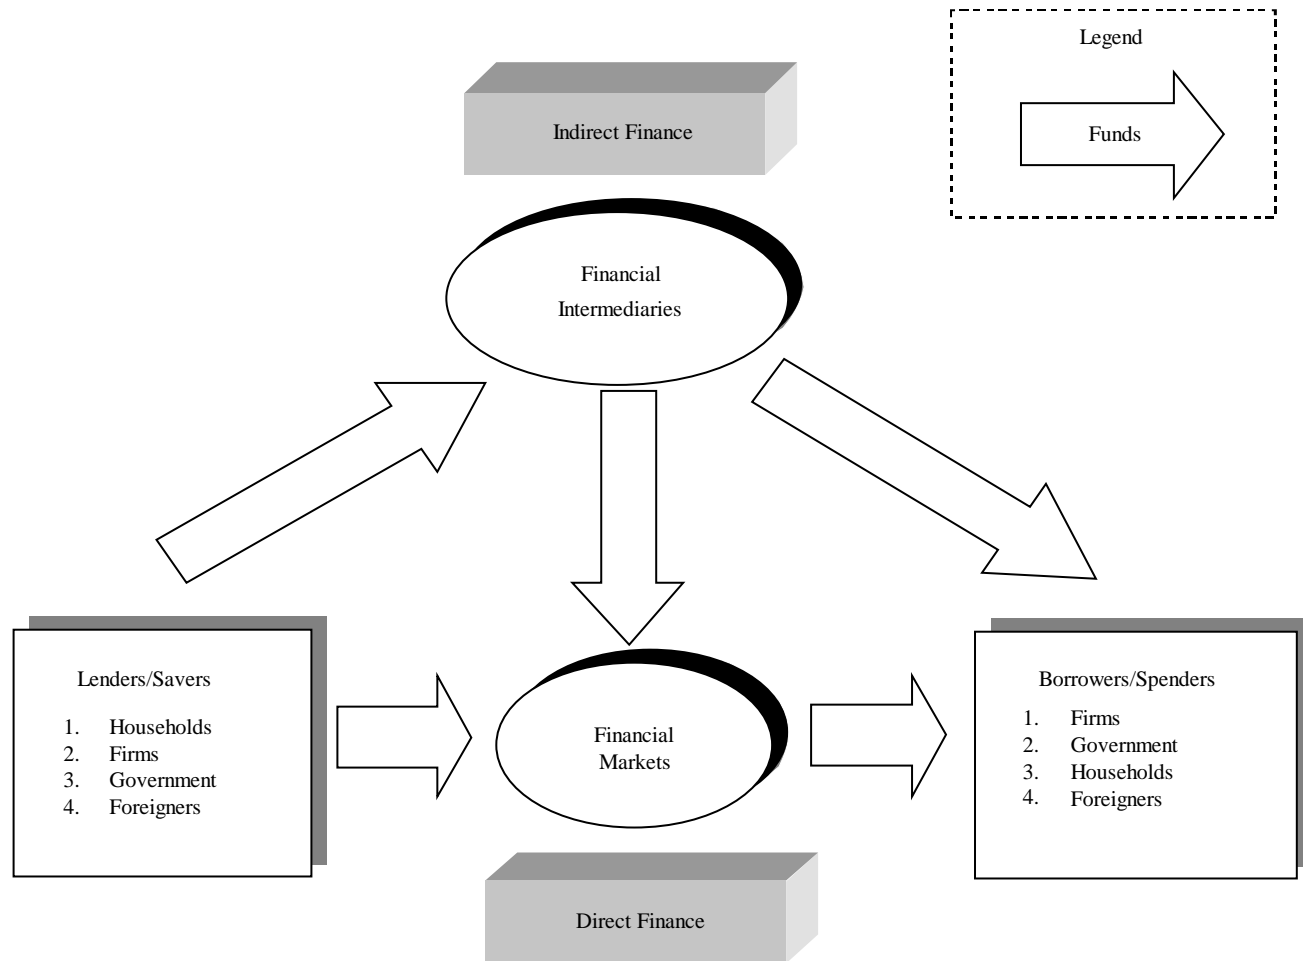 Legend
Funds
Indirect Finance
Financial
Intermediaries
Lenders/Savers
1. Households
2. Firms
3. Government
4. Foreigners
Financial
Markets
Borrowers/Spenders
1. Firms
2. Government
3. Households
4. Foreigners
Direct Finance